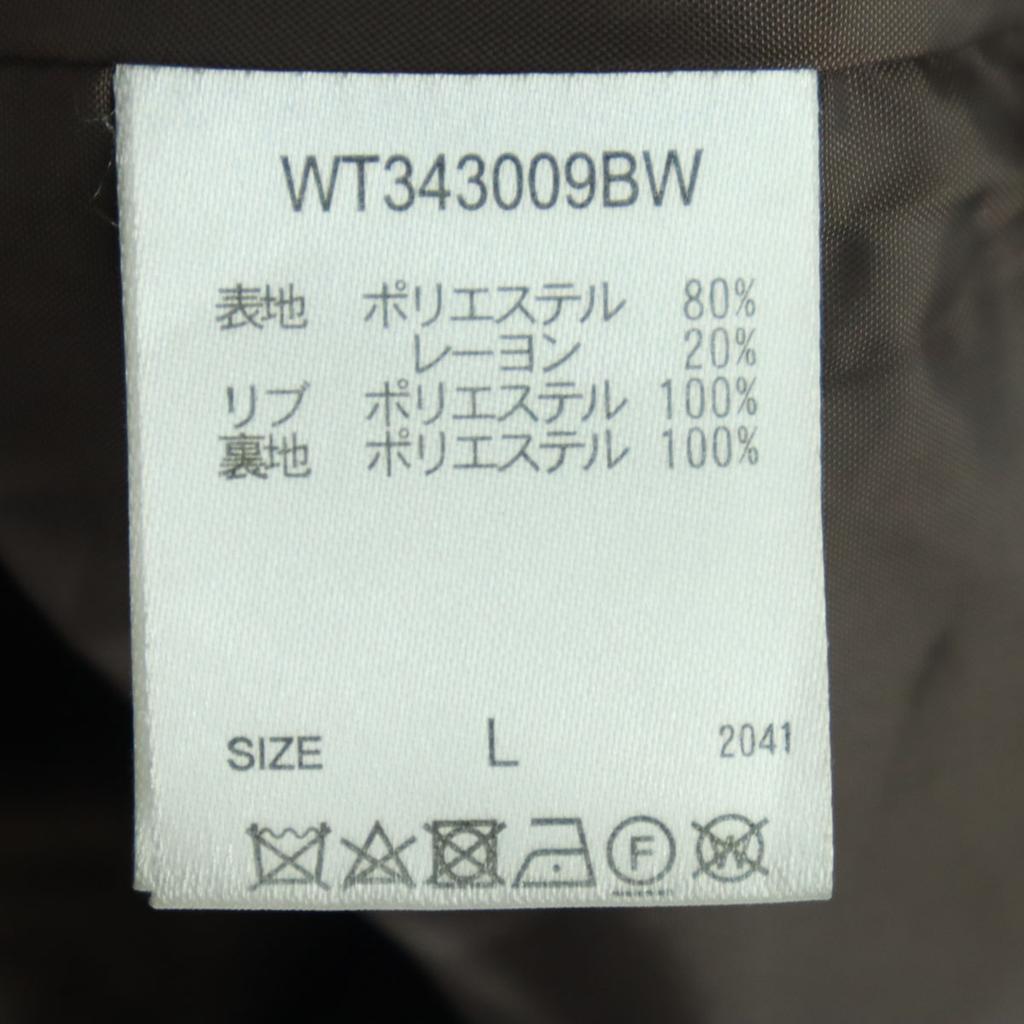 WT343009BW
表地 ポリエステル 80%
レーヨン 20%
リブ ポリエステル 100%
裏地 ポリエステル 100%
SIZE L 2041
F W